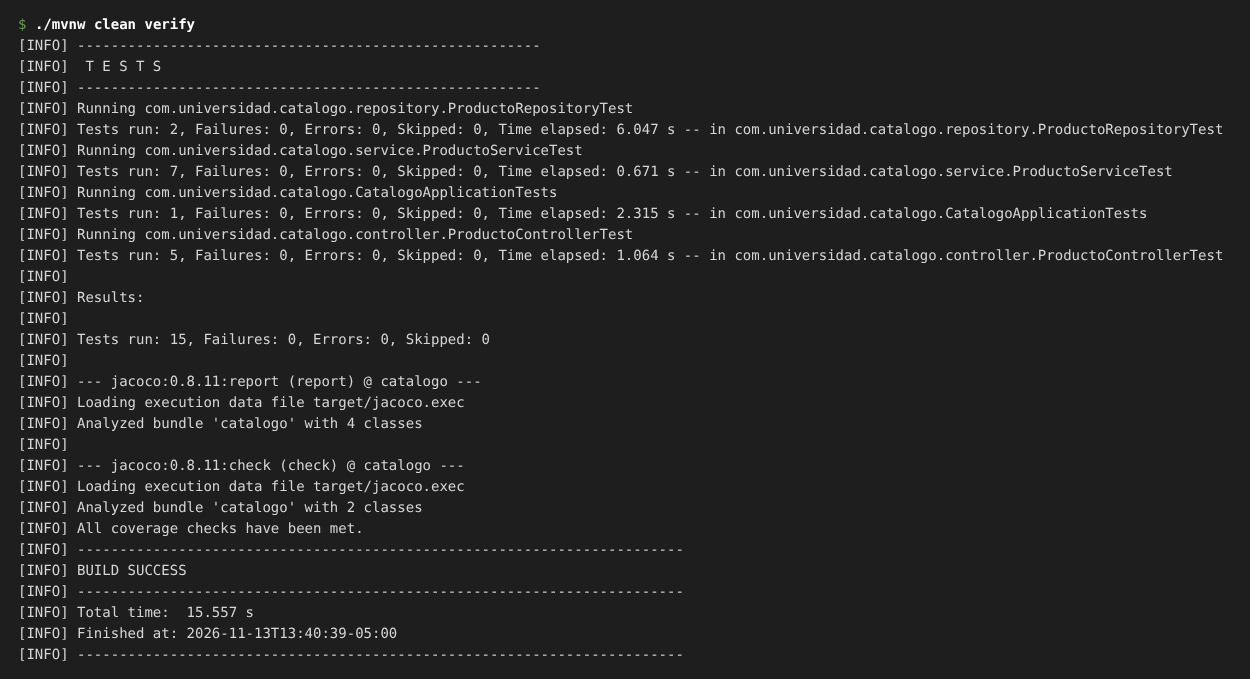 $ ./mvnw clean verify
[INFO] -------------------------------------------------------
[INFO]  T E S T S
[INFO] -------------------------------------------------------
[INFO] Running com.universidad.catalogo.repository.ProductoRepositoryTest
[INFO] Tests run: 2, Failures: 0, Errors: 0, Skipped: 0, Time elapsed: 6.047 s -- in com.universidad.catalogo.repository.ProductoRepositoryTest
[INFO] Running com.universidad.catalogo.service.ProductoServiceTest
[INFO] Tests run: 7, Failures: 0, Errors: 0, Skipped: 0, Time elapsed: 0.671 s -- in com.universidad.catalogo.service.ProductoServiceTest
[INFO] Running com.universidad.catalogo.CatalogoApplicationTests
[INFO] Tests run: 1, Failures: 0, Errors: 0, Skipped: 0, Time elapsed: 2.315 s -- in com.universidad.catalogo.CatalogoApplicationTests
[INFO] Running com.universidad.catalogo.controller.ProductoControllerTest
[INFO] Tests run: 5, Failures: 0, Errors: 0, Skipped: 0, Time elapsed: 1.064 s -- in com.universidad.catalogo.controller.ProductoControllerTest
[INFO]
[INFO] Results:
[INFO]
[INFO] Tests run: 15, Failures: 0, Errors: 0, Skipped: 0
[INFO]
[INFO] --- jacoco:0.8.11:report (report) @ catalogo ---
[INFO] Loading execution data file target/jacoco.exec
[INFO] Analyzed bundle 'catalogo' with 4 classes
[INFO]
[INFO] --- jacoco:0.8.11:check (check) @ catalogo ---
[INFO] Loading execution data file target/jacoco.exec
[INFO] Analyzed bundle 'catalogo' with 2 classes
[INFO] All coverage checks have been met.
[INFO] ------------------------------------------------------------------------
[INFO] BUILD SUCCESS
[INFO] ------------------------------------------------------------------------
[INFO] Total time:  15.557 s
[INFO] Finished at: 2026-11-13T13:40:39-05:00
[INFO] ------------------------------------------------------------------------